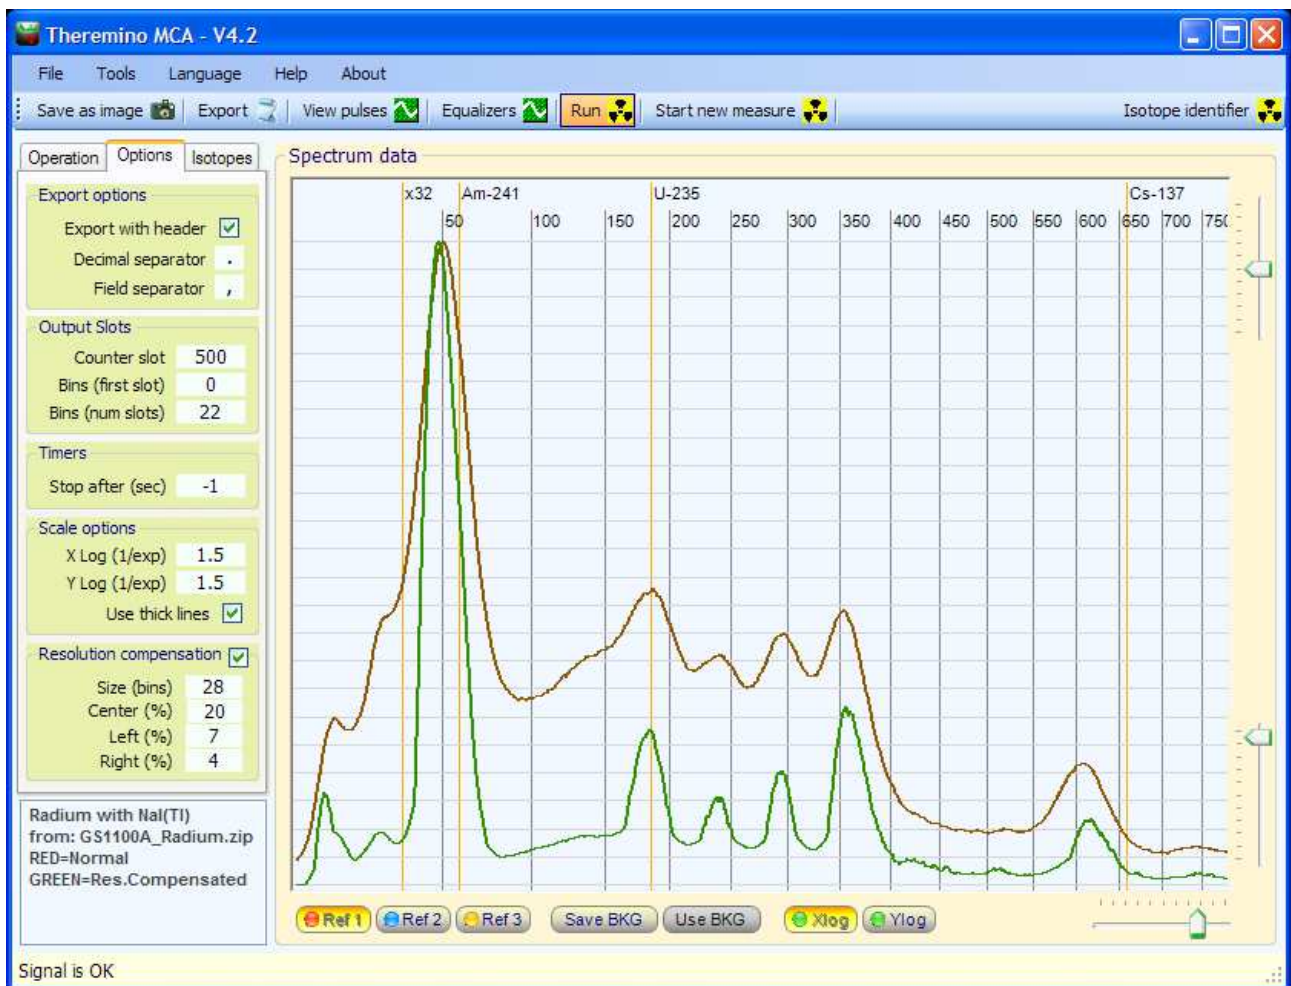 Theremino MCA - V4.2
File Tools Language Help About
Save as image Export View pulses Equalizers Run Start new measure Isotope identifier
Operation Options Isotopes
Export options
Export with header
Decimal separator .
Field separator ,
Output Slots
Counter slot 500
Bins (first slot) 0
Bins (num slots) 22
Timers
Stop after (sec) -1
Scale options
X Log (1/exp) 1.5
Y Log (1/exp) 1.5
Use thick lines
Resolution compensation
Size (bins) 28
Center (%) 20
Left (%) 7
Right (%) 4
Radium with NaI(Tl)
from: GS1100A_Radium.zip
RED=Normal
GREEN=Res.Compensated
Spectrum data
x32 Am-241 U-235 Cs-137
50 100 150 200 250 300 350 400 450 500 550 600 650 700 750
Ref 1 Ref 2 Ref 3 Save BKG Use BKG Xlog Ylog
Signal is OK